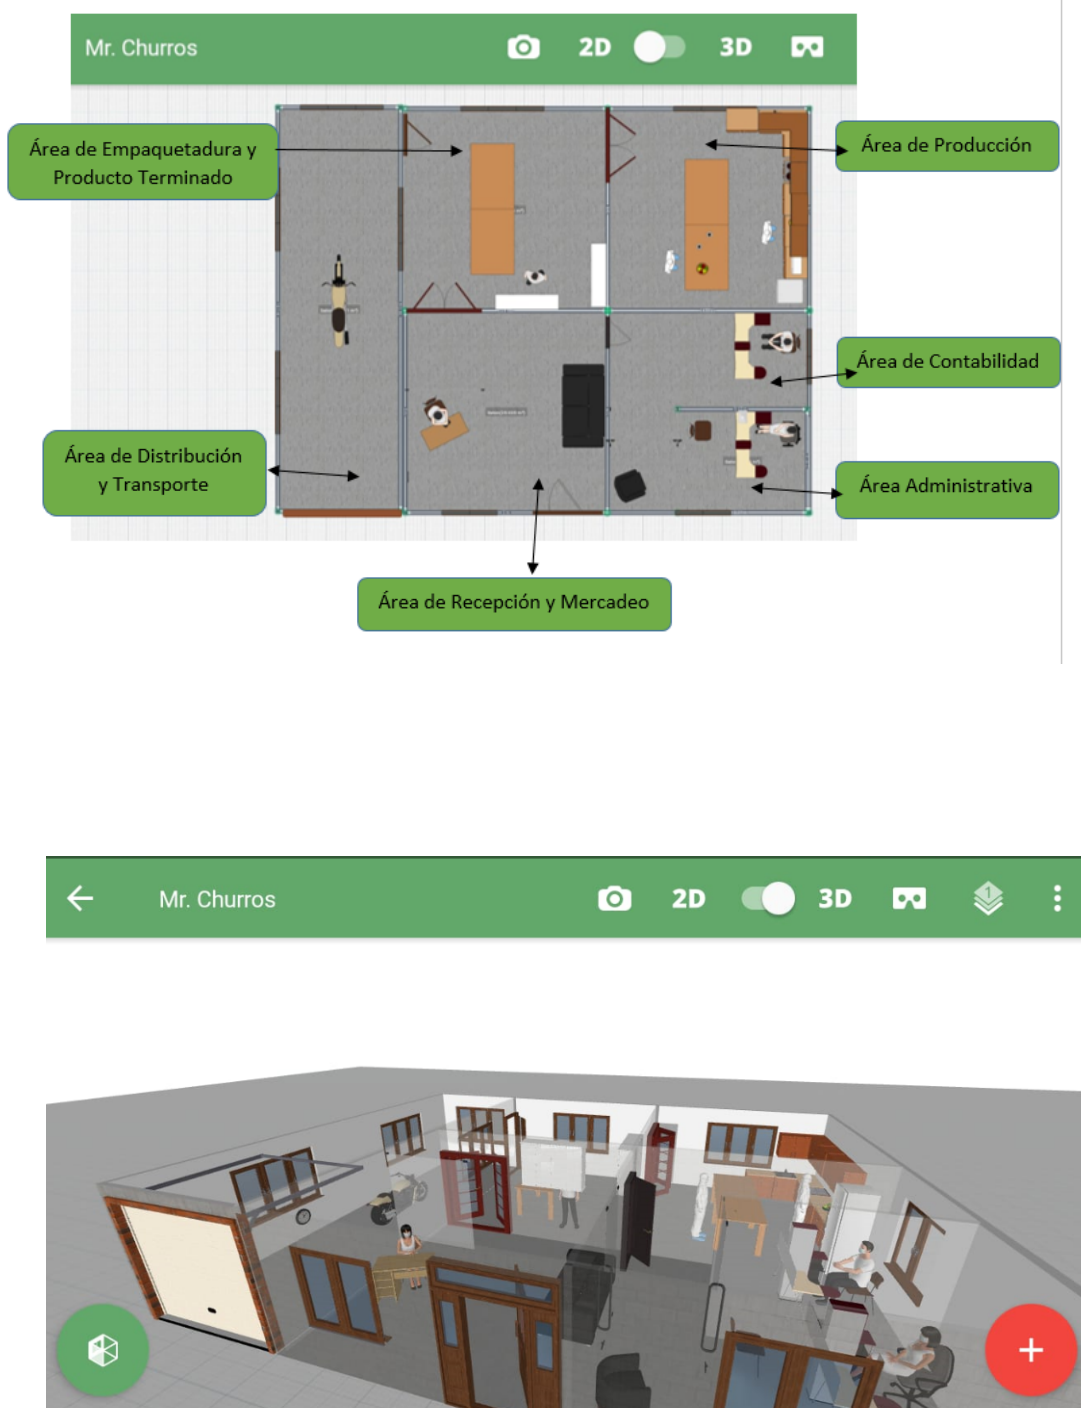 Mr. Churros
2D
3D
Área de Empaquetadura y
Producto Terminado
Área de Producción
Área de Contabilidad
Área de Distribución
y Transporte
Área Administrativa
Área de Recepción y Mercadeo
Mr. Churros
2D
3D
1
+